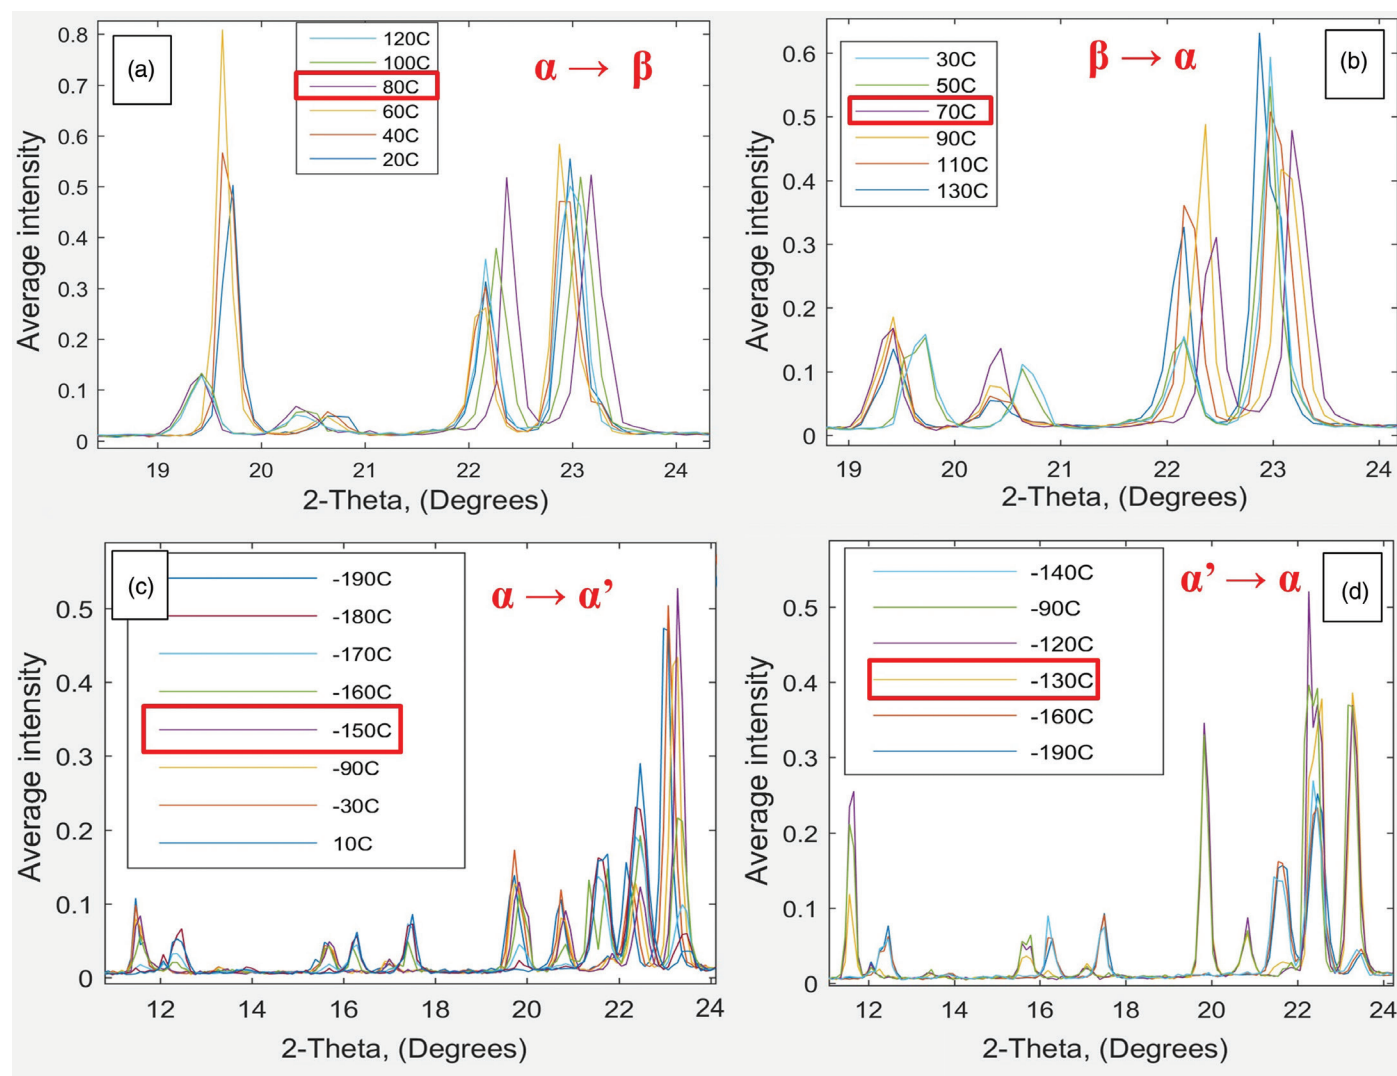 (a)
α → β
120C
100C
80C
60C
40C
20C
0.8
0.7
0.6
0.5
0.4
0.3
0.2
0.1
0
Average intensity
19 20 21 22 23 24
2-Theta, (Degrees)
(b)
β → α
30C
50C
70C
90C
110C
130C
0.6
0.5
0.4
0.3
0.2
0.1
0
Average intensity
19 20 21 22 23 24
2-Theta, (Degrees)
(c)
α → α’
-190C
-180C
-170C
-160C
-150C
-90C
-30C
10C
0.5
0.4
0.3
0.2
0.1
0
Average intensity
12 14 16 18 20 22 24
2-Theta, (Degrees)
(d)
α’ → α
-140C
-90C
-120C
-130C
-160C
-190C
0.5
0.4
0.3
0.2
0.1
0
Average intensity
12 14 16 18 20 22 24
2-Theta, (Degrees)